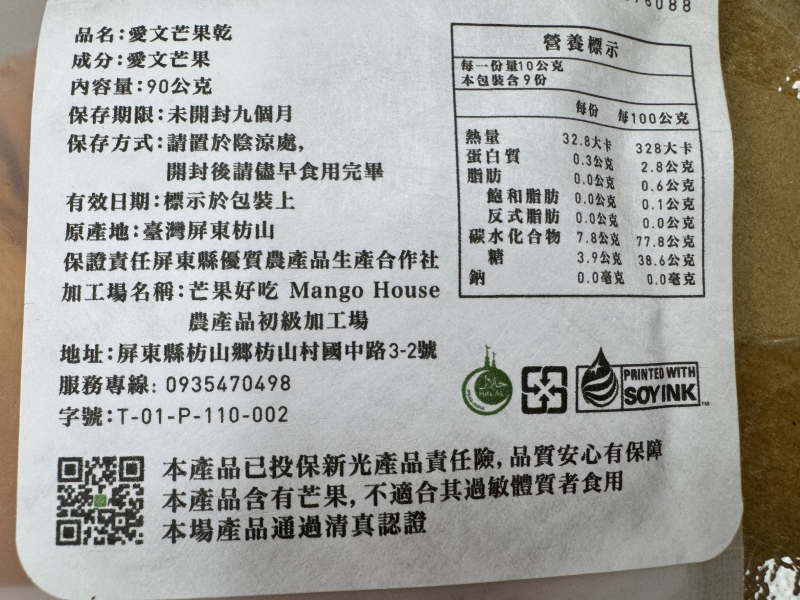 品名：愛文芒果乾
成分：愛文芒果
內容量：90公克
保存期限：未開封九個月
保存方式：請置於陰涼處，
開封後請儘早食用完畢
有效日期：標示於包裝上
原產地：臺灣屏東枋山
保證責任屏東縣優質農產品生產合作社
加工場名稱：芒果好吃 Mango House
農產品初級加工場
地址：屏東縣枋山鄉枋山村國中路3-2號
服務專線: 0935470498
字號：T-01-P-110-002
營養標示
每一份量10公克
本包裝含9份
每份 每100公克
熱量 32.8大卡 328大卡
蛋白質 0.3公克 2.8公克
脂肪 0.0公克 0.6公克
飽和脂肪 0.0公克 0.1公克
反式脂肪 0.0公克 0.0公克
碳水化合物 7.8公克 77.8公克
糖 3.9公克 38.6公克
鈉 0.0毫克 0.0毫克
حلال
HALAL
PRINTED WITH
SOY INK™
本產品已投保新光產品責任險，品質安心有保障
本產品含有芒果，不適合其過敏體質者食用
本場產品通過清真認證